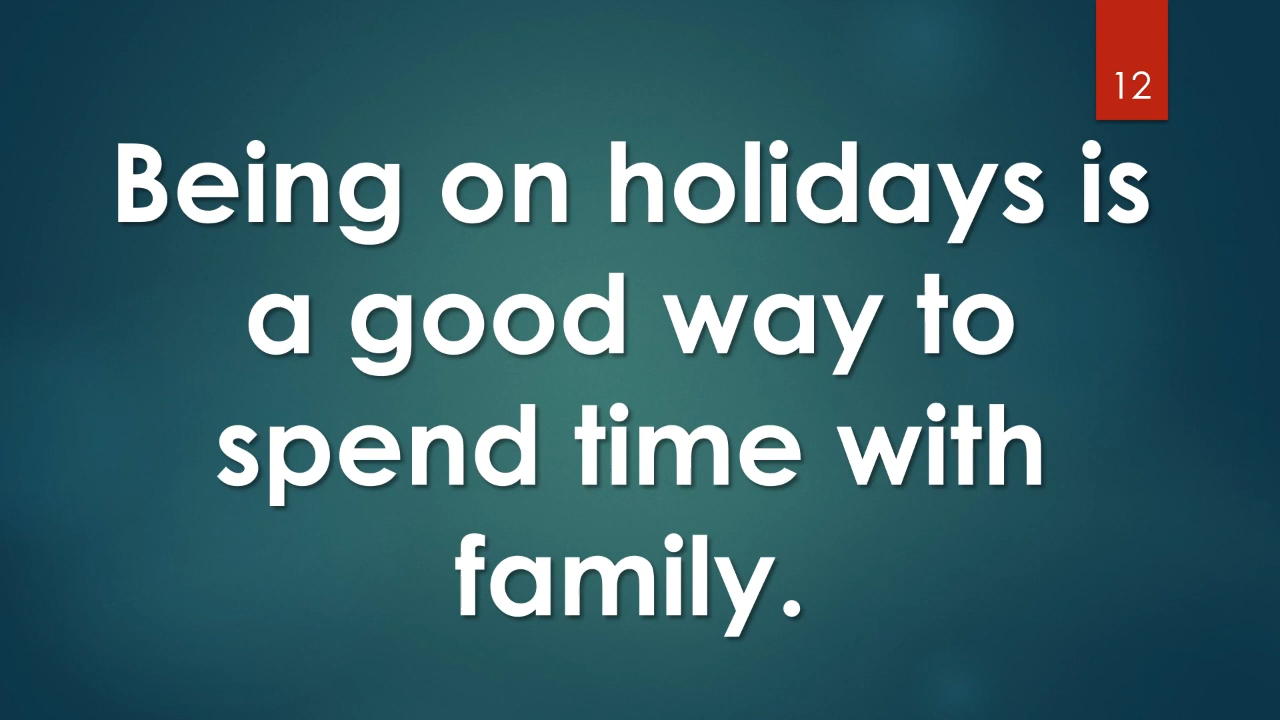 12
Being on holidays is
a good way to
spend time with
family.